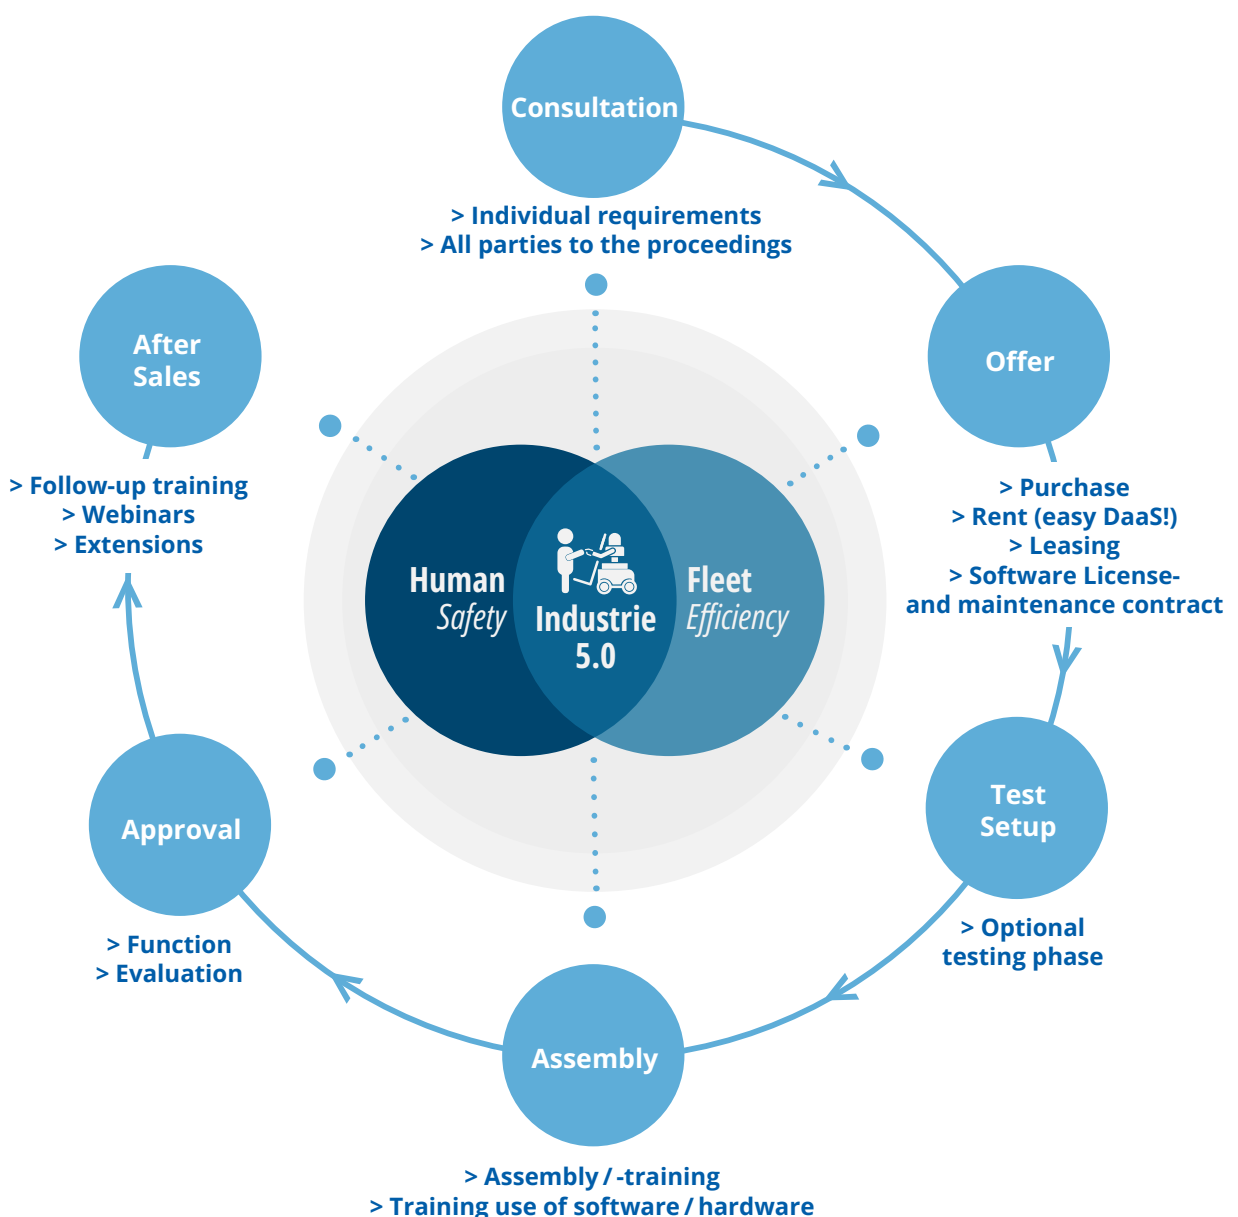 Consultation
> Individual requirements
> All parties to the proceedings
Offer
> Purchase
> Rent (easy DaaS!)
> Leasing
> Software License-
and maintenance contract
Test
Setup
> Optional
testing phase
Assembly
> Assembly / -training
> Training use of software / hardware
Approval
> Function
> Evaluation
After
Sales
> Follow-up training
> Webinars
> Extensions
Human
Safety
Industrie
5.0
Fleet
Efficiency